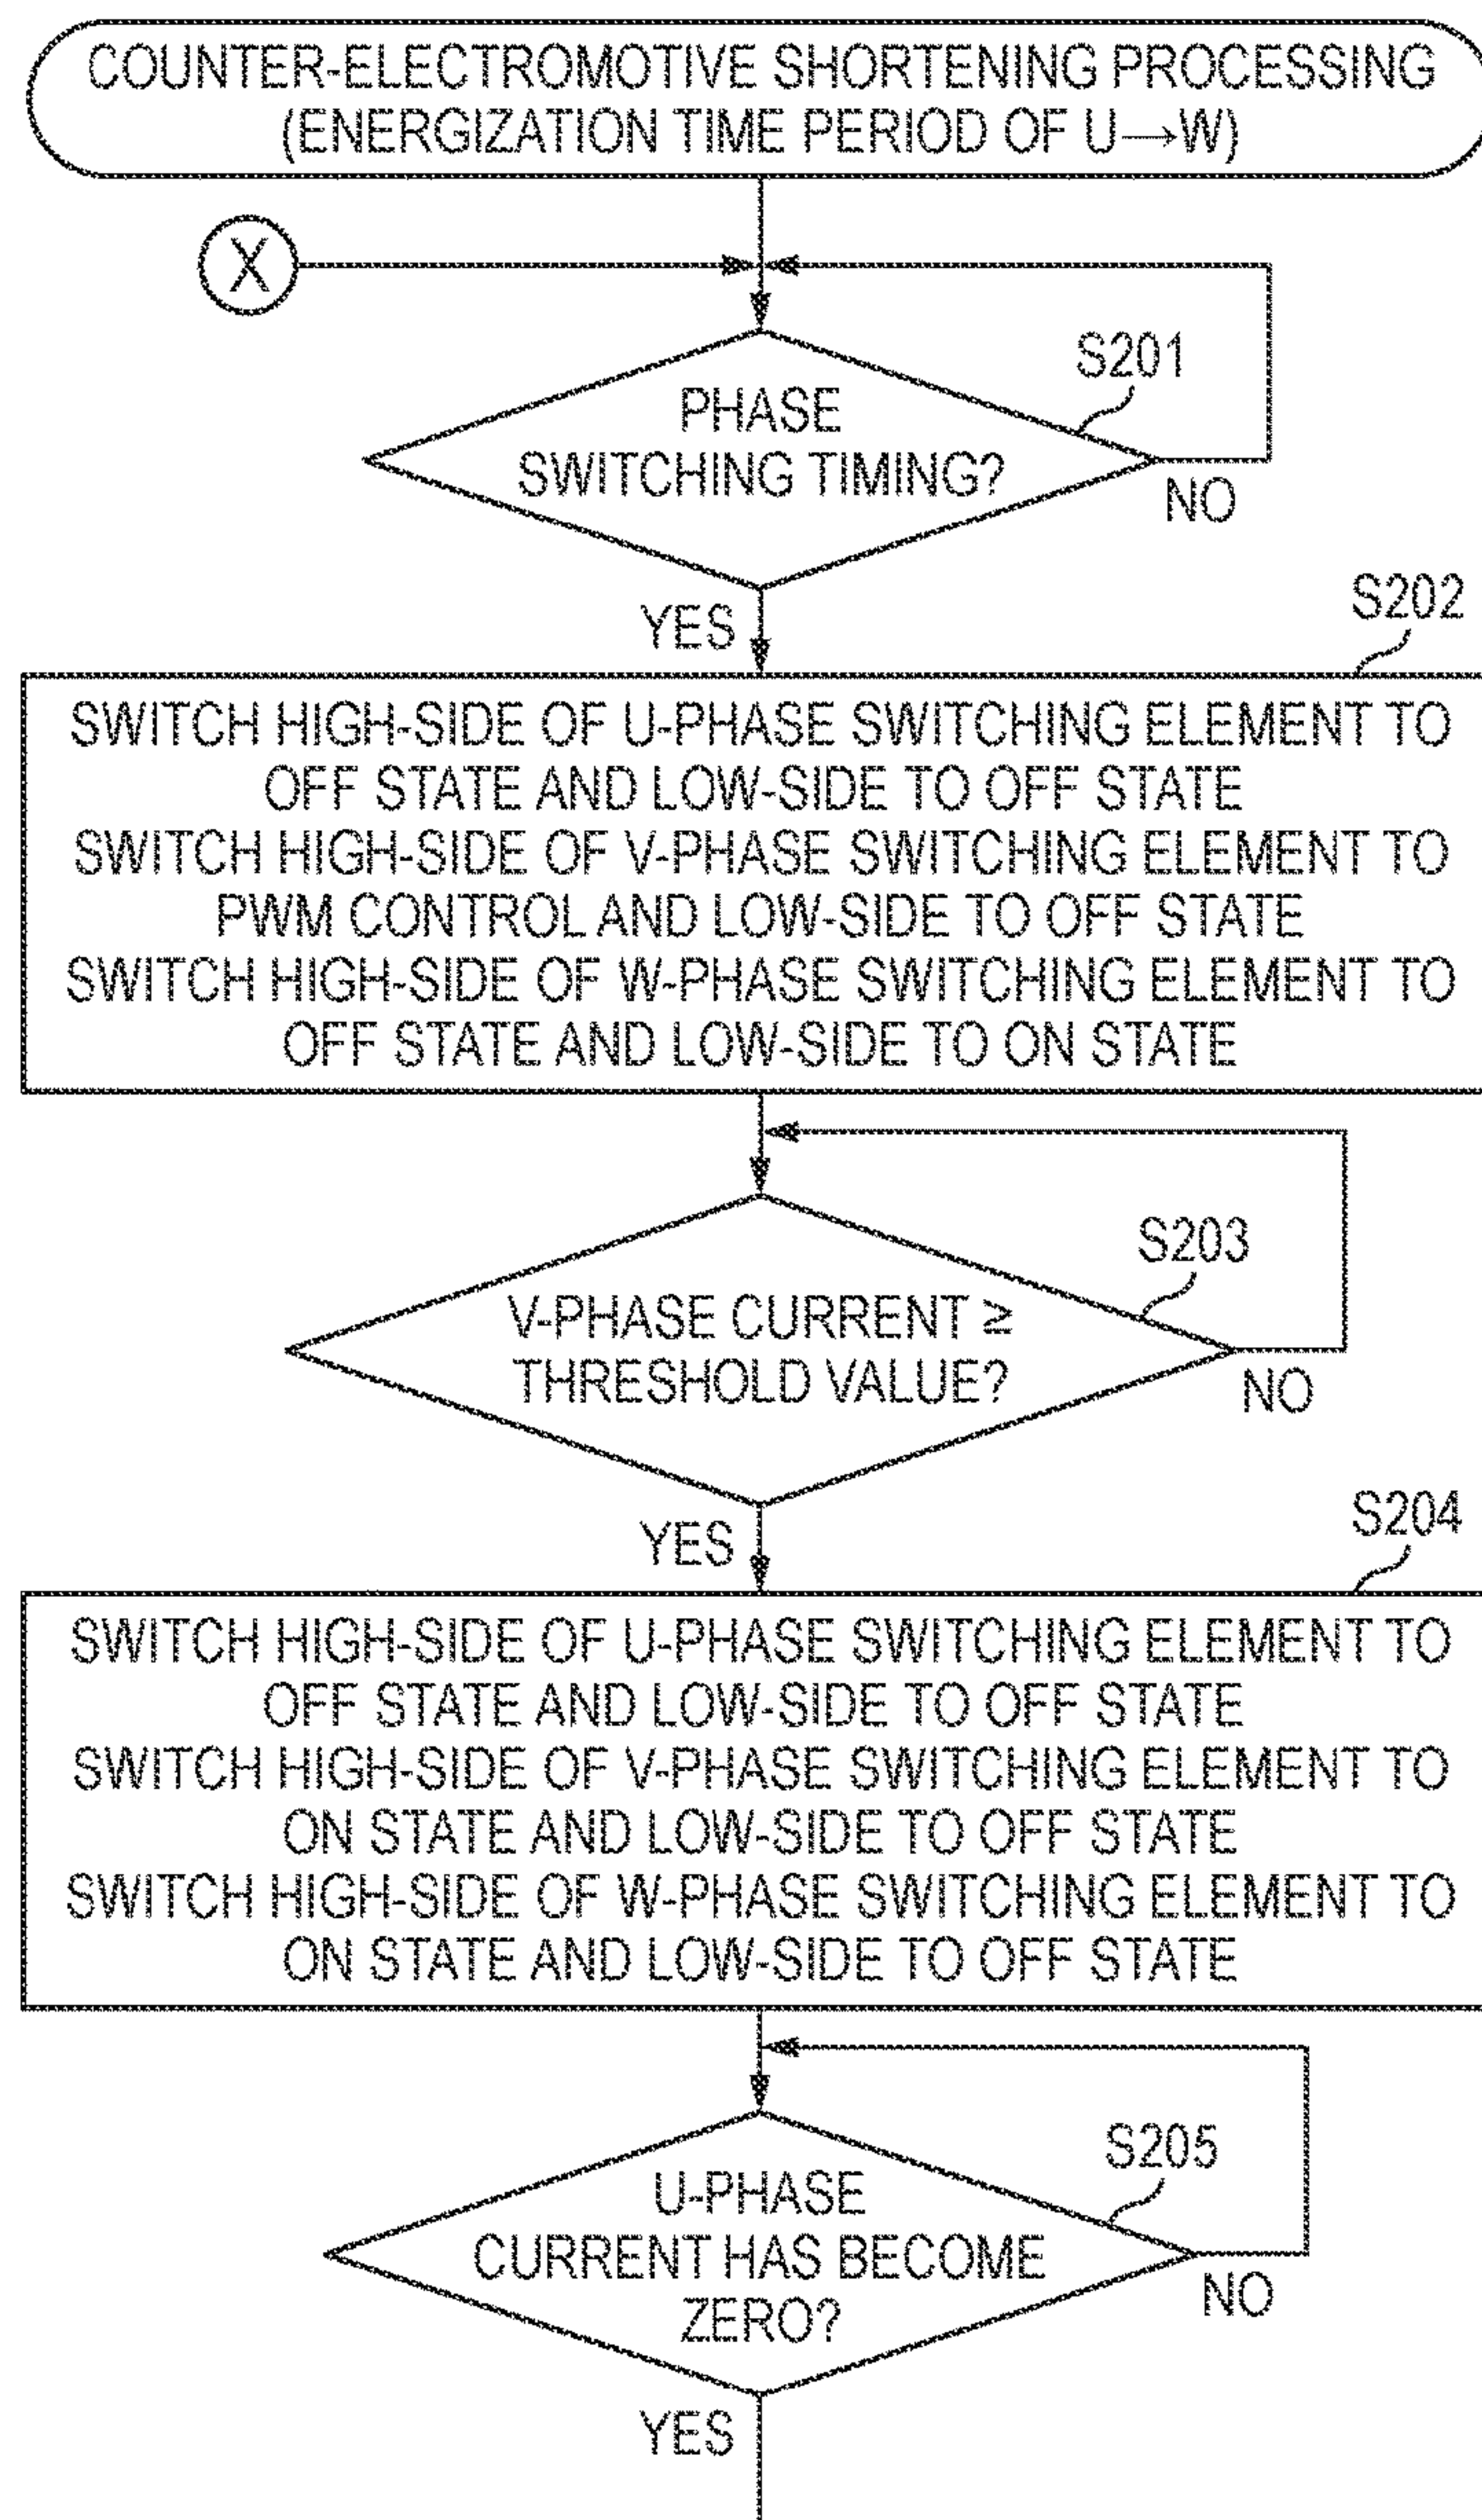 COUNTER-ELECTROMOTIVE SHORTENING PROCESSING
(ENERGIZATION TIME PERIOD OF U→W)
X
S201
PHASE
SWITCHING TIMING?
NO
YES
S202
SWITCH HIGH-SIDE OF U-PHASE SWITCHING ELEMENT TO
OFF STATE AND LOW-SIDE TO OFF STATE
SWITCH HIGH-SIDE OF V-PHASE SWITCHING ELEMENT TO
PWM CONTROL AND LOW-SIDE TO OFF STATE
SWITCH HIGH-SIDE OF W-PHASE SWITCHING ELEMENT TO
OFF STATE AND LOW-SIDE TO ON STATE
S203
V-PHASE CURRENT ≥
THRESHOLD VALUE?
NO
YES
S204
SWITCH HIGH-SIDE OF U-PHASE SWITCHING ELEMENT TO
OFF STATE AND LOW-SIDE TO OFF STATE
SWITCH HIGH-SIDE OF V-PHASE SWITCHING ELEMENT TO
ON STATE AND LOW-SIDE TO OFF STATE
SWITCH HIGH-SIDE OF W-PHASE SWITCHING ELEMENT TO
ON STATE AND LOW-SIDE TO OFF STATE
S205
U-PHASE
CURRENT HAS BECOME
ZERO?
NO
YES